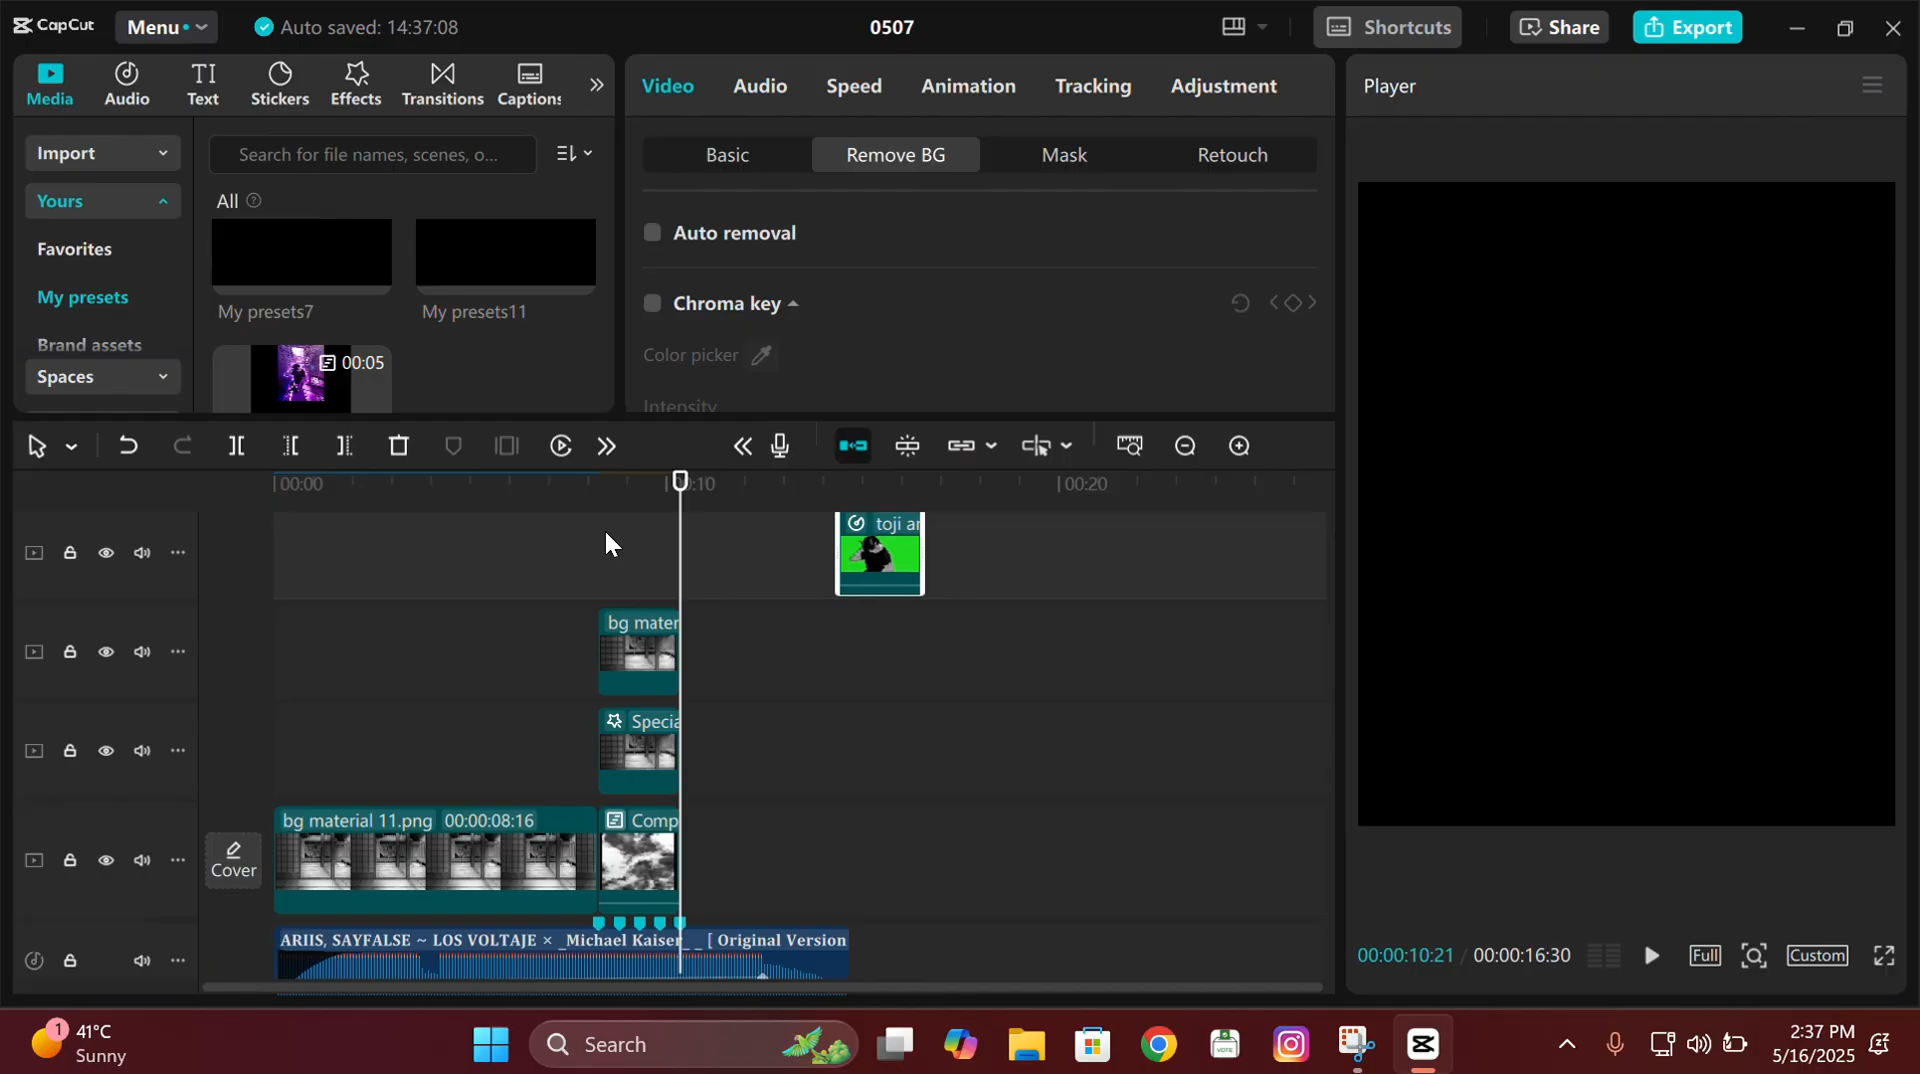 CapCut
Menu
Auto saved: 14:37:08
0507
Shortcuts
Share
Export
Media
Audio
Text
Stickers
Effects
Transitions
Captions
Import
Search for file names, scenes, o...
Yours
All
Favorites
My presets
My presets7
My presets11
Brand assets
Spaces
00:05
Video
Audio
Speed
Animation
Tracking
Adjustment
Basic
Remove BG
Mask
Retouch
Auto removal
Chroma key
Color picker
Intensity
Player
00:00
00:20
toji ar
bg mater
Specia
bg material 11.png 00:00:08:16
Comp
Cover
ARIIS, SAYFALSE ~ LOS VOLTAJE × _Michael Kaiser_ _ [ Original Version
00:00:10:21 / 00:00:16:30
Full
Custom
1
41°C
Sunny
Search
VOTE
2:37 PM
5/16/2025